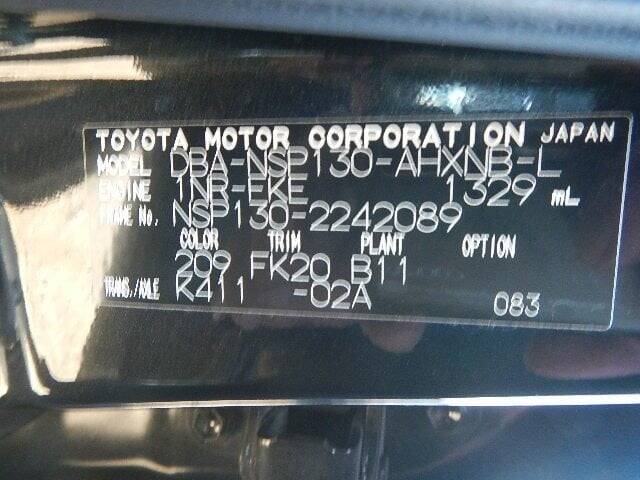 TOYOTA MOTOR CORPORATION JAPAN
MODEL DBA-NSP130-AHXNB-L
ENGINE 1NR-FKE 1329 mL
FRAME No. NSP130-2242089
COLOR TRIM PLANT OPTION
209 FK20 B11
TRANS./AXLE K411 -02A 083